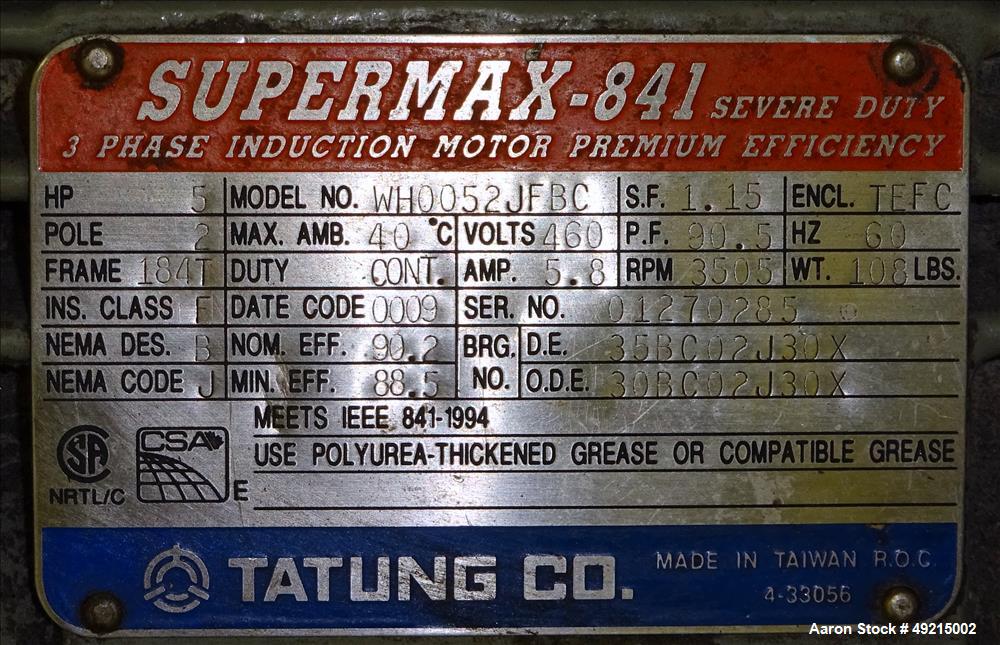 SUPERMAX-841 SEVERE DUTY
3 PHASE INDUCTION MOTOR PREMIUM EFFICIENCY
HP 5 MODEL NO. WH0052JFBC S.F. 1.15 ENCL. TEFC
POLE 2 MAX. AMB. 40 °C VOLTS 460 P.F. 90.5 HZ 60
FRAME 184T DUTY CONT. AMP. 5.8 RPM 3505 WT. 108 LBS.
INS. CLASS F DATE CODE 0009 SER. NO. 01270285 6
NEMA DES. B NOM. EFF. 90.2 BRG. D.E. 35BC02J30X
NEMA CODE J MIN. EFF. 88.5 NO. O.D.E. 30BC02J30X
MEETS IEEE 841-1994
USE POLYUREA-THICKENED GREASE OR COMPATIBLE GREASE
SA NRTL/C
CSA E
TATUNG CO. MADE IN TAIWAN R.O.C.
4-33056
Aaron Stock # 49215002